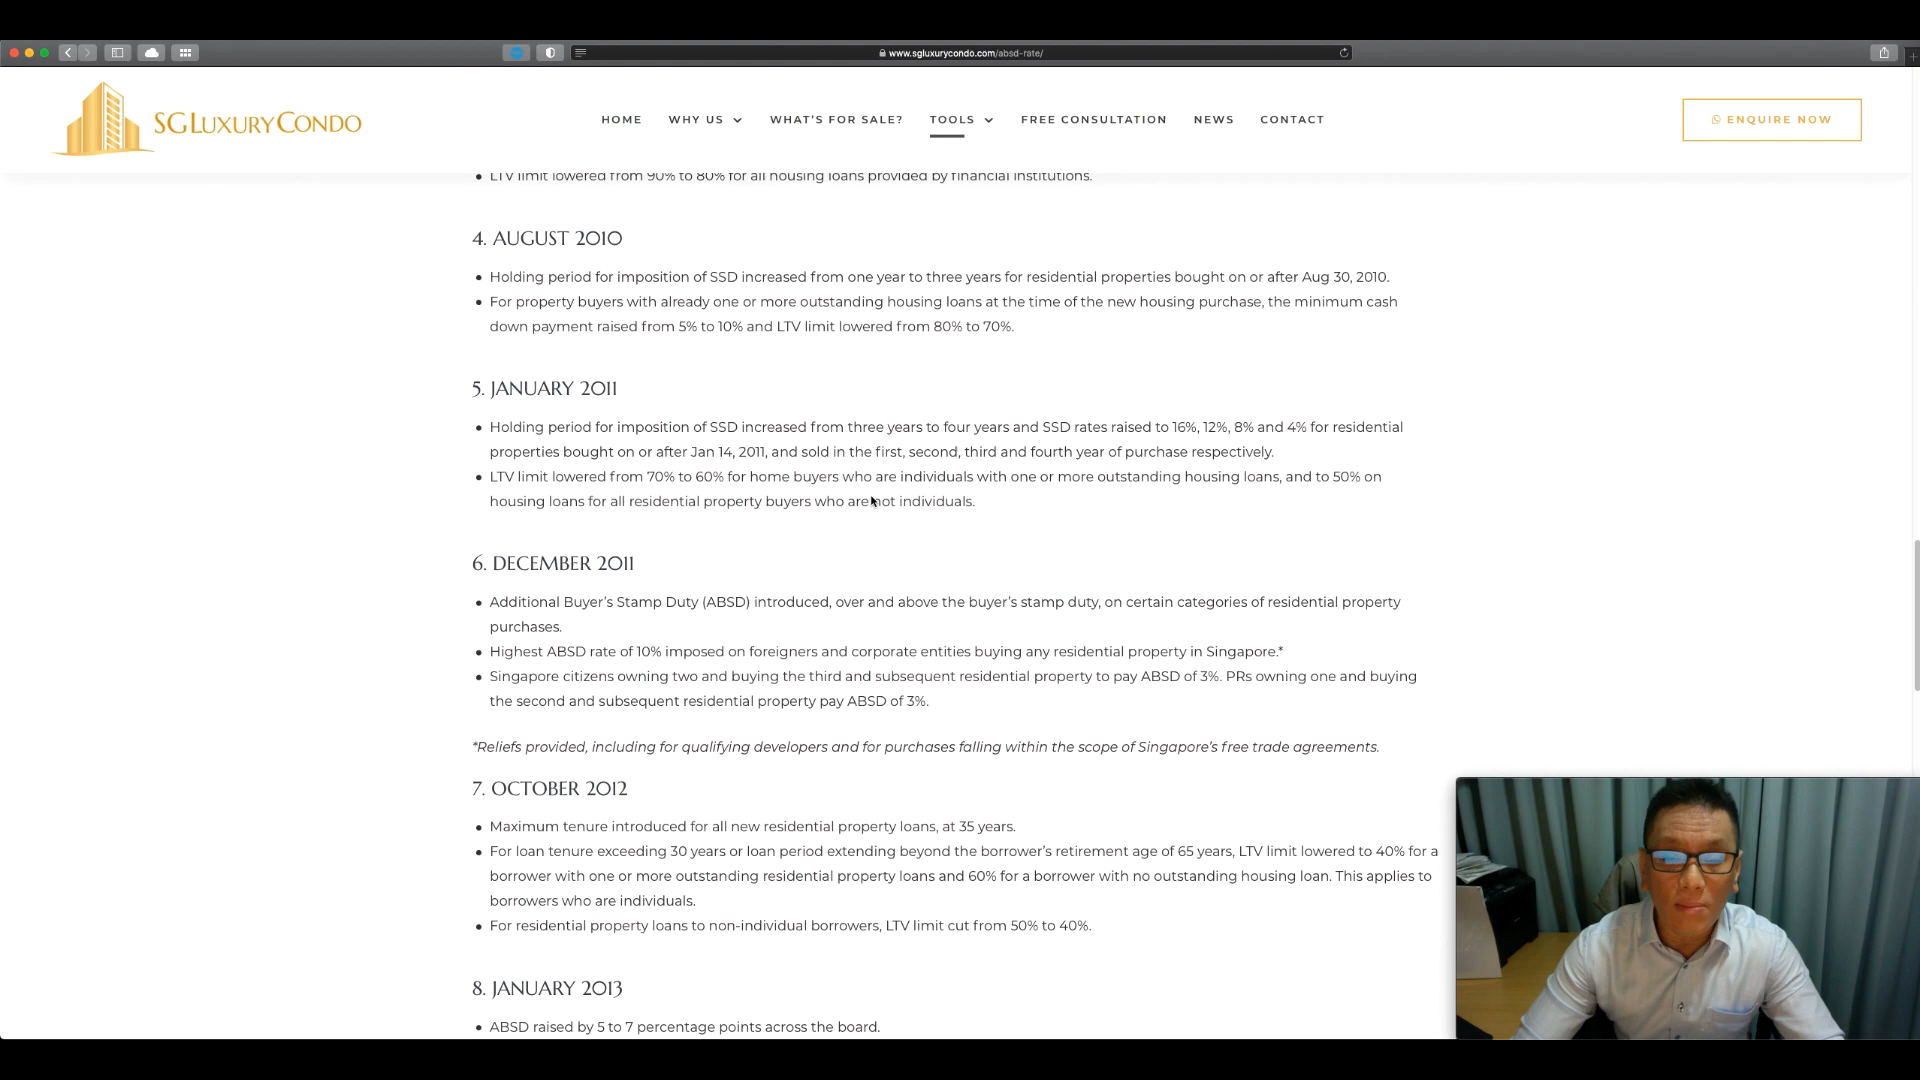 www.sgluxurycondo.com/absd-rate/
SGLUXURYCONDO
HOME
WHY US
WHAT'S FOR SALE?
TOOLS
FREE CONSULTATION
NEWS
CONTACT
ENQUIRE NOW
• LTV limit lowered from 90% to 80% for all housing loans provided by financial institutions.
4. AUGUST 2010
• Holding period for imposition of SSD increased from one year to three years for residential properties bought on or after Aug 30, 2010.
• For property buyers with already one or more outstanding housing loans at the time of the new housing purchase, the minimum cash
down payment raised from 5% to 10% and LTV limit lowered from 80% to 70%.
5. JANUARY 2011
• Holding period for imposition of SSD increased from three years to four years and SSD rates raised to 16%, 12%, 8% and 4% for residential
properties bought on or after Jan 14, 2011, and sold in the first, second, third and fourth year of purchase respectively.
• LTV limit lowered from 70% to 60% for home buyers who are individuals with one or more outstanding housing loans, and to 50% on
housing loans for all residential property buyers who are not individuals.
6. DECEMBER 2011
• Additional Buyer's Stamp Duty (ABSD) introduced, over and above the buyer's stamp duty, on certain categories of residential property
purchases.
• Highest ABSD rate of 10% imposed on foreigners and corporate entities buying any residential property in Singapore.*
• Singapore citizens owning two and buying the third and subsequent residential property to pay ABSD of 3%. PRs owning one and buying
the second and subsequent residential property pay ABSD of 3%.
*Reliefs provided, including for qualifying developers and for purchases falling within the scope of Singapore's free trade agreements.
7. OCTOBER 2012
• Maximum tenure introduced for all new residential property loans, at 35 years.
• For loan tenure exceeding 30 years or loan period extending beyond the borrower's retirement age of 65 years, LTV limit lowered to 40% for a
borrower with one or more outstanding residential property loans and 60% for a borrower with no outstanding housing loan. This applies to
borrowers who are individuals.
• For residential property loans to non-individual borrowers, LTV limit cut from 50% to 40%.
8. JANUARY 2013
• ABSD raised by 5 to 7 percentage points across the board.